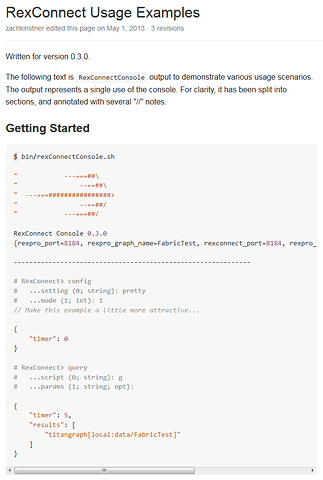 RexConnect Usage Examples
zachkinstner edited this page on May 1, 2013 · 3 revisions
Written for version 0.3.0.
The following text is RexConnectConsole output to demonstrate various usage scenarios.
The output represents a single use of the console. For clarity, it has been split into
sections, and annotated with several "//" notes.
Getting Started
$ bin/rexConnectConsole.sh
"            ---===##\
"                --==##\
"  ---===################>
"                --==##/
"            ---===##/
RexConnect Console 0.3.0
{rexpro_port=8184, rexpro_graph_name=FabricTest, rexconnect_port=8184, rexpro_
------------------------------------------------------------
# RexConnect> config
#   ...setting (0; string): pretty
#   ...mode (1; int): 1
// Make this example a little more attractive...
{
    "timer": 0
}
# RexConnect> query
#   ...script (0; string): g
#   ...params (1; string; opt):
{
    "timer": 5,
    "results": [
        "titangraph[local:data/FabricTest]"
    ]
}